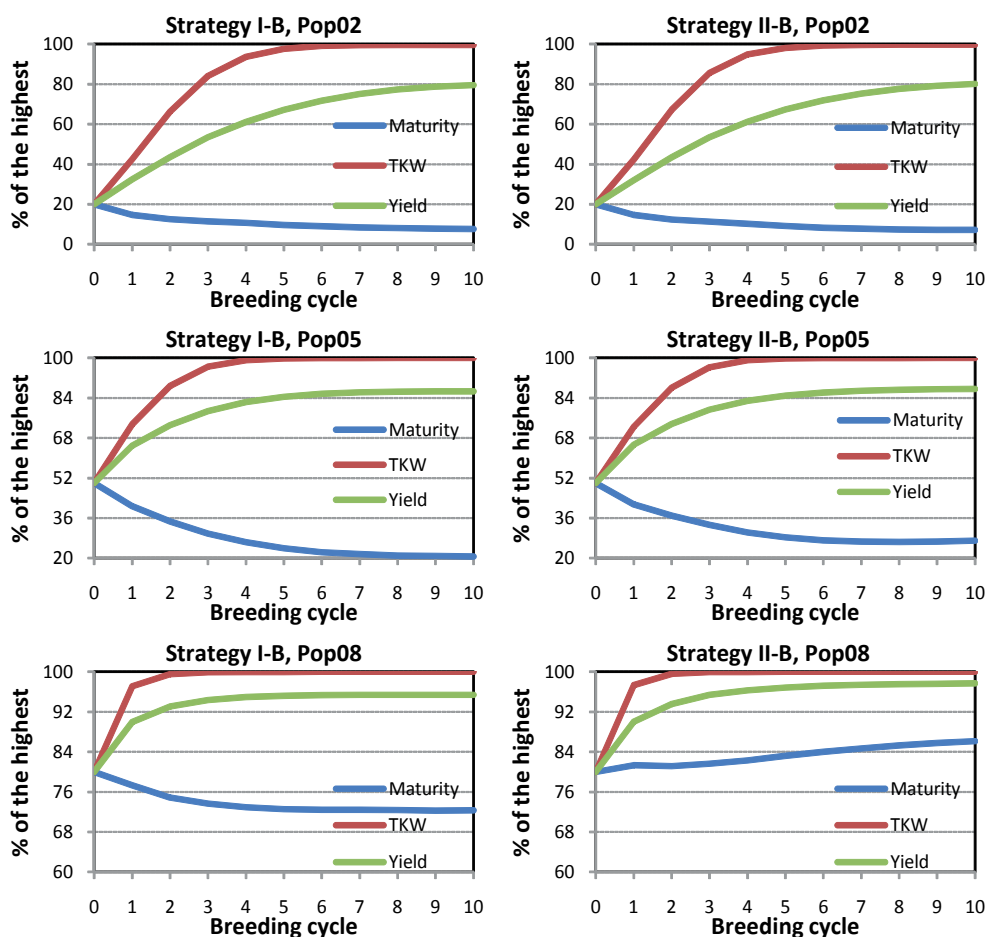 Strategy I-B, Pop02
% of the highest
100
80
60
40
20
0
Maturity
TKW
Yield
0 1 2 3 4 5 6 7 8 9 10
Breeding cycle
Strategy II-B, Pop02
% of the highest
100
80
60
40
20
0
Maturity
TKW
Yield
0 1 2 3 4 5 6 7 8 9 10
Breeding cycle
Strategy I-B, Pop05
% of the highest
100
84
68
52
36
20
Maturity
TKW
Yield
0 1 2 3 4 5 6 7 8 9 10
Breeding cycle
Strategy II-B, Pop05
% of the highest
100
84
68
52
36
20
Maturity
TKW
Yield
0 1 2 3 4 5 6 7 8 9 10
Breeding cycle
Strategy I-B, Pop08
% of the highest
100
92
84
76
68
60
Maturity
TKW
Yield
0 1 2 3 4 5 6 7 8 9 10
Breeding cycle
Strategy II-B, Pop08
% of the highest
100
92
84
76
68
60
Maturity
TKW
Yield
0 1 2 3 4 5 6 7 8 9 10
Breeding cycle